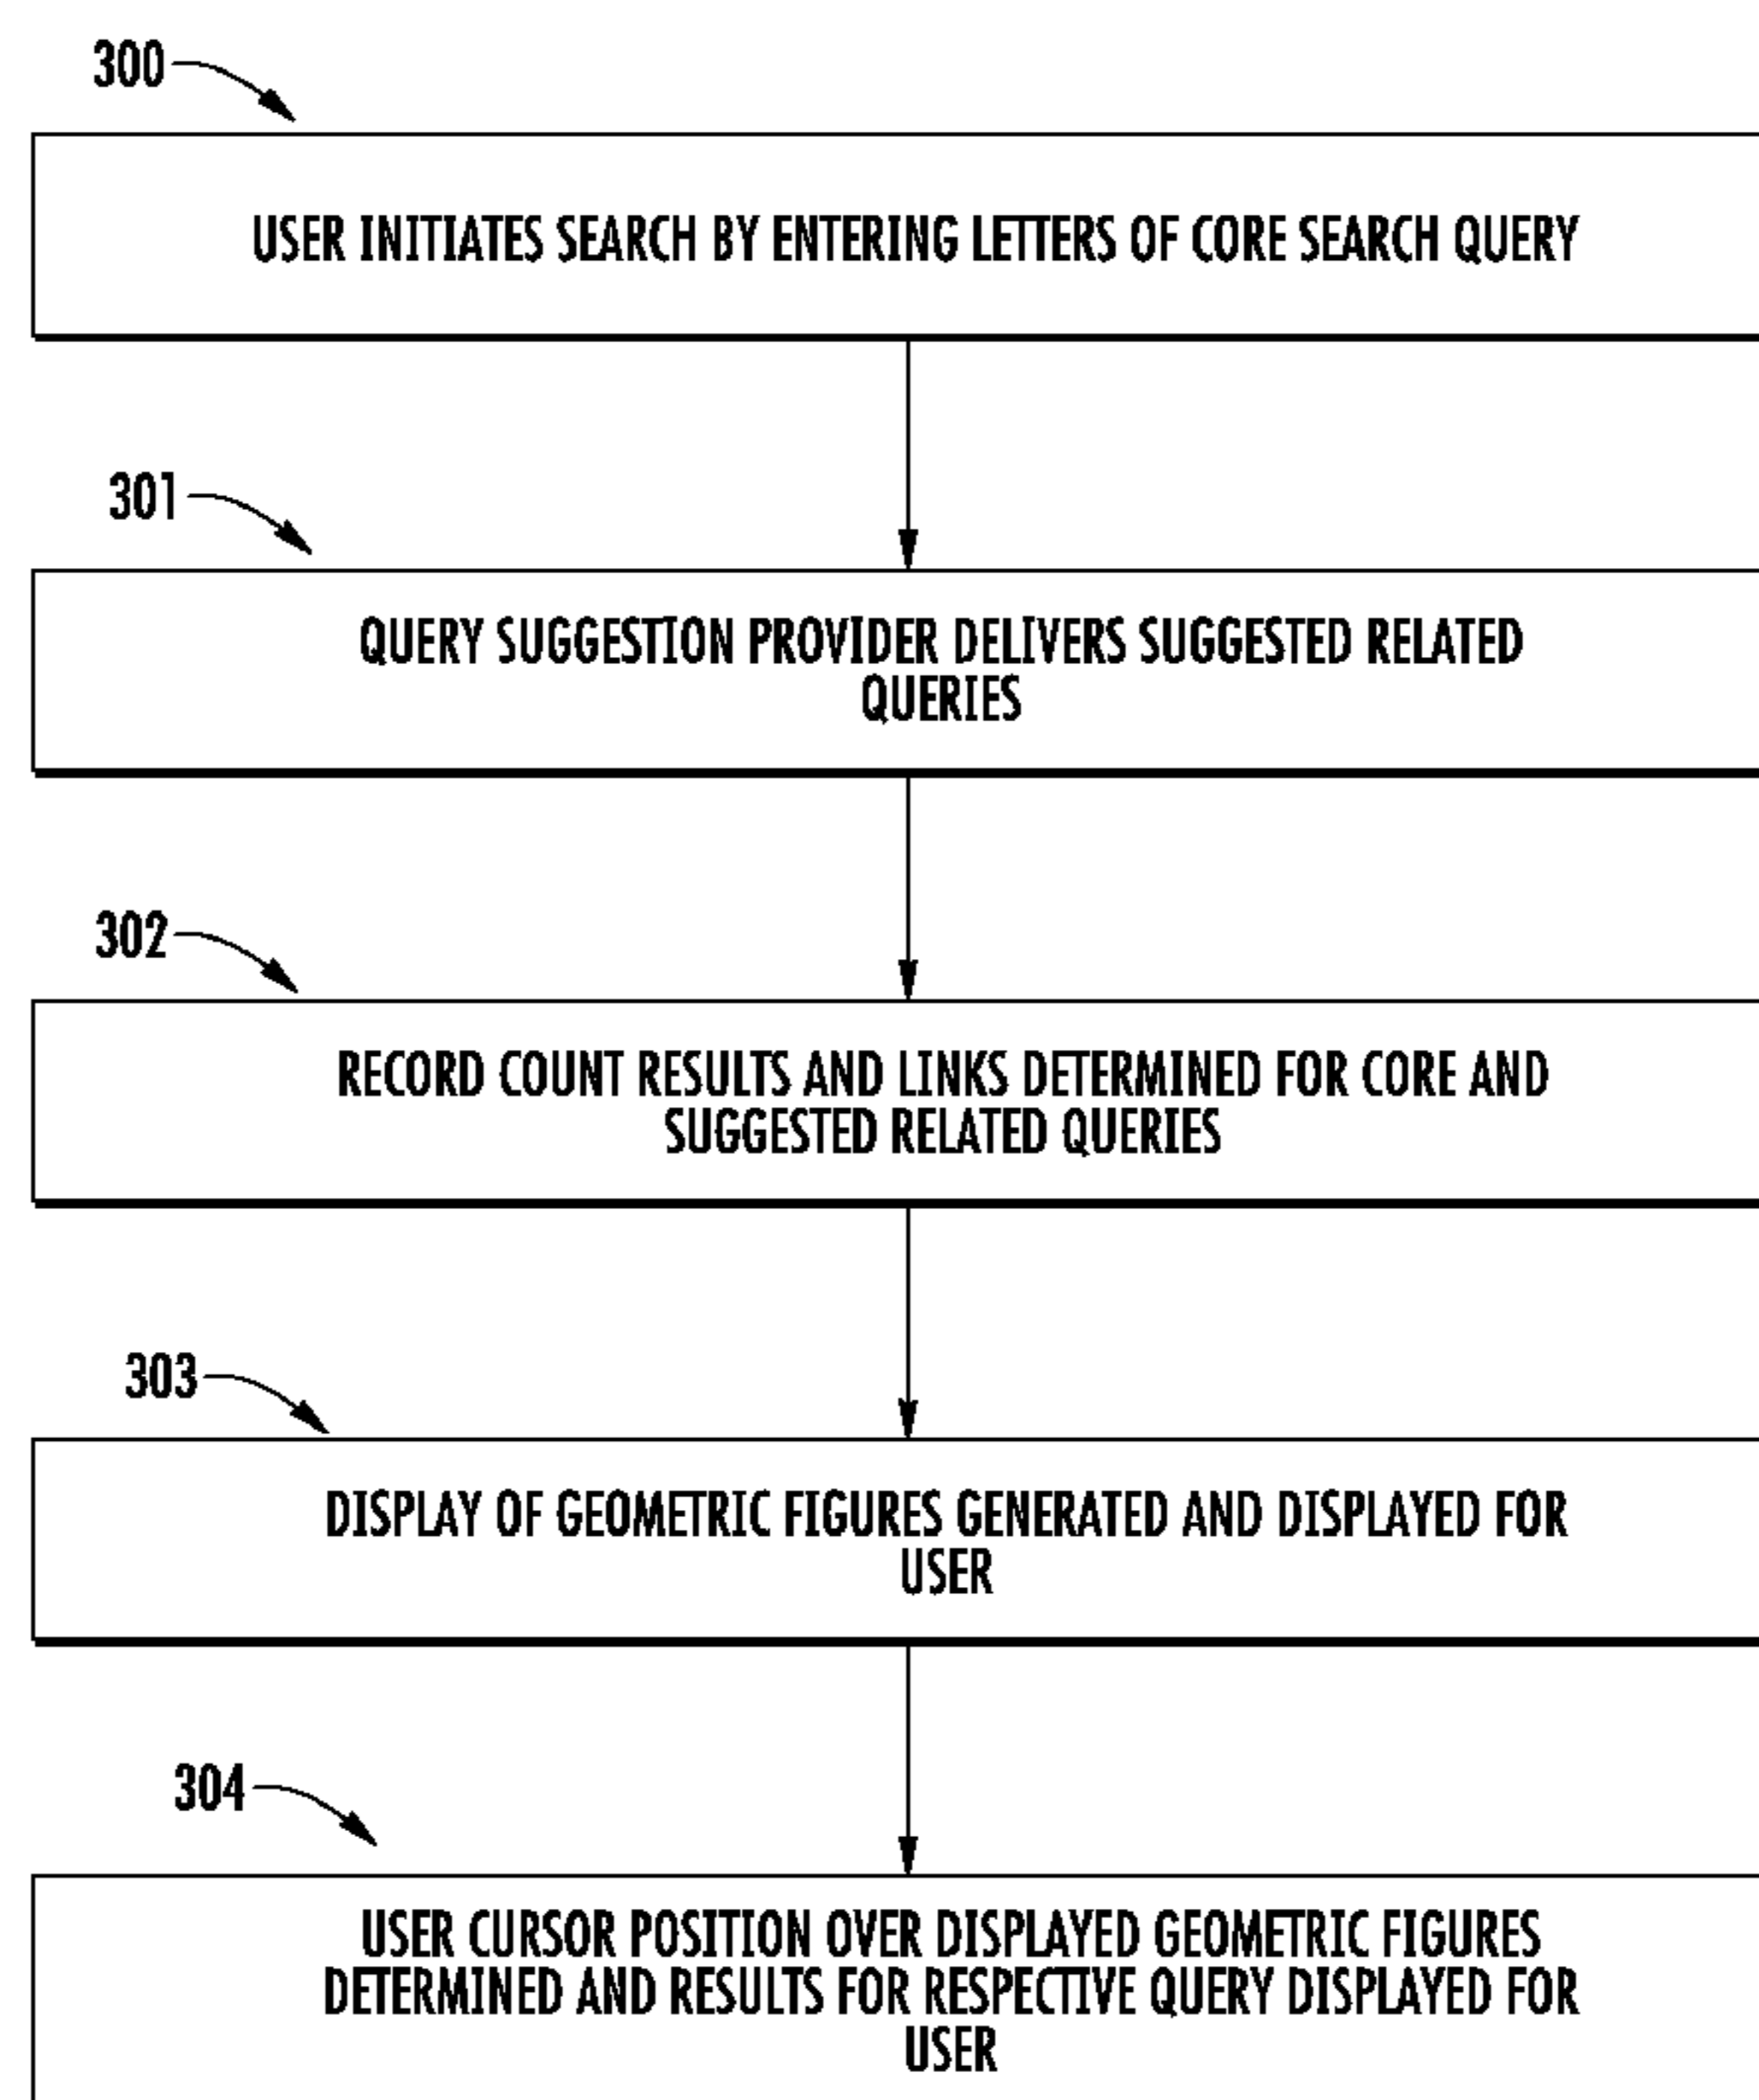 300
USER INITIATES SEARCH BY ENTERING LETTERS OF CORE SEARCH QUERY
301
QUERY SUGGESTION PROVIDER DELIVERS SUGGESTED RELATED
QUERIES
302
RECORD COUNT RESULTS AND LINKS DETERMINED FOR CORE AND
SUGGESTED RELATED QUERIES
303
DISPLAY OF GEOMETRIC FIGURES GENERATED AND DISPLAYED FOR
USER
304
USER CURSOR POSITION OVER DISPLAYED GEOMETRIC FIGURES
DETERMINED AND RESULTS FOR RESPECTIVE QUERY DISPLAYED FOR
USER